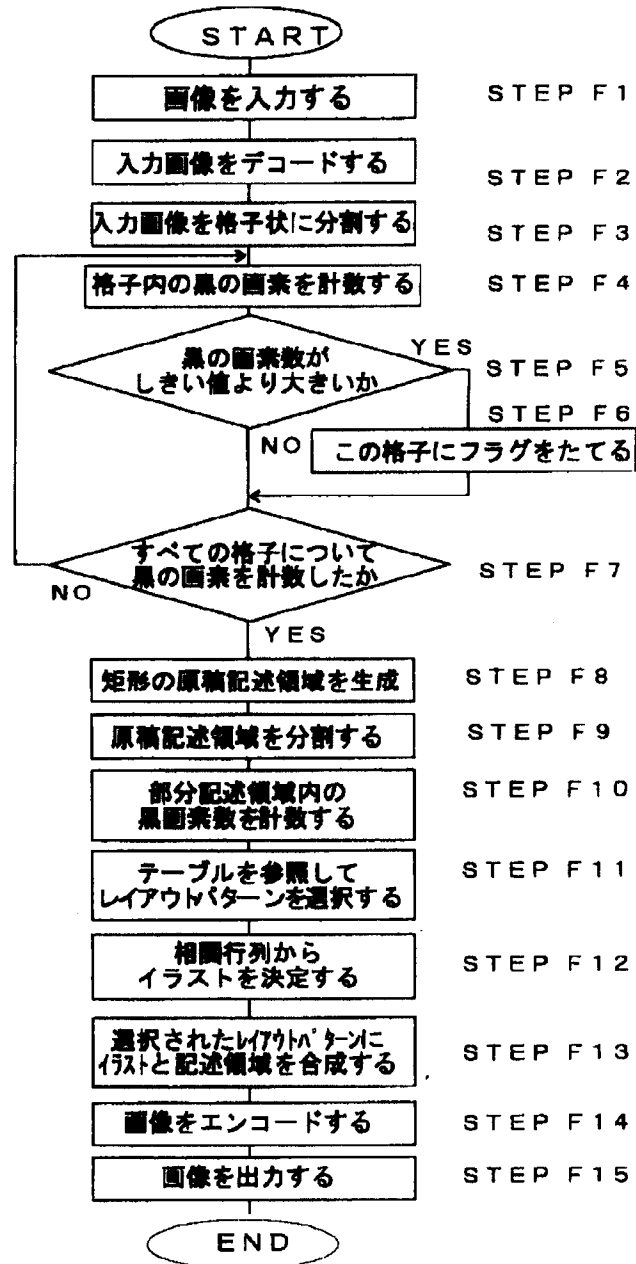 START
画像を入力する
STEP F1
入力画像をデコードする
STEP F2
入力画像を格子状に分割する
STEP F3
格子内の黒の画素を計数する
STEP F4
黒の画素数が
しきい値より大きいか
YES
STEP F5
STEP F6
NO
この格子にフラグをたてる
すべての格子について
黒の画素を計数したか
NO
STEP F7
YES
矩形の原稿記述領域を生成
STEP F8
原稿記述領域を分割する
STEP F9
部分記述領域内の
黒画素数を計数する
STEP F10
テーブルを参照して
レイアウトパターンを選択する
STEP F11
相関行列から
イラストを決定する
STEP F12
選択されたﾚｲｱｳﾄﾊﾟﾀｰﾝに
ｲﾗｽﾄと記述領域を合成する
STEP F13
画像をエンコードする
STEP F14
画像を出力する
STEP F15
END